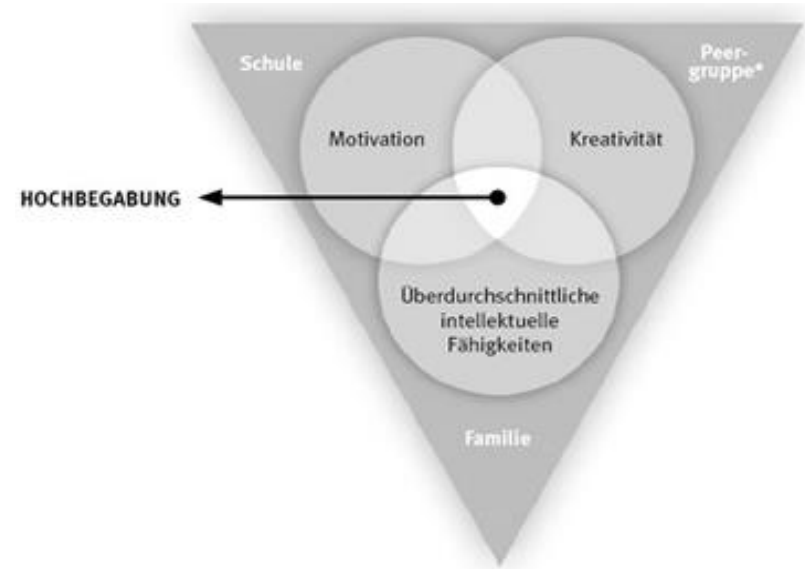 Schule
Peer-
gruppe*
Motivation
Kreativität
HOCHBEGABUNG
Überdurchschnittliche
intellektuelle
Fähigkeiten
Familie